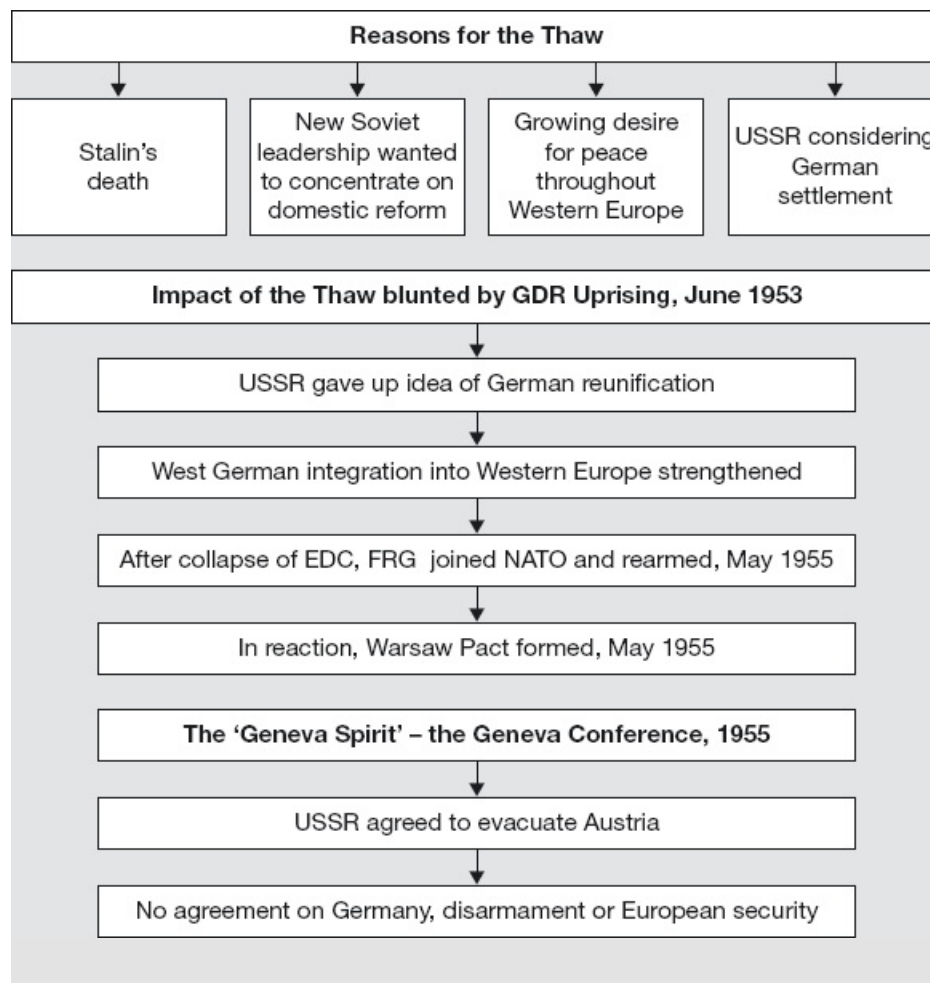 Reasons for the Thaw
Stalin's
death
New Soviet
leadership wanted
to concentrate on
domestic reform
Growing desire
for peace
throughout
Western Europe
USSR considering
German
settlement
Impact of the Thaw blunted by GDR Uprising, June 1953
USSR gave up idea of German reunification
West German integration into Western Europe strengthened
After collapse of EDC, FRG joined NATO and rearmed, May 1955
In reaction, Warsaw Pact formed, May 1955
The ‘Geneva Spirit’ – the Geneva Conference, 1955
USSR agreed to evacuate Austria
No agreement on Germany, disarmament or European security